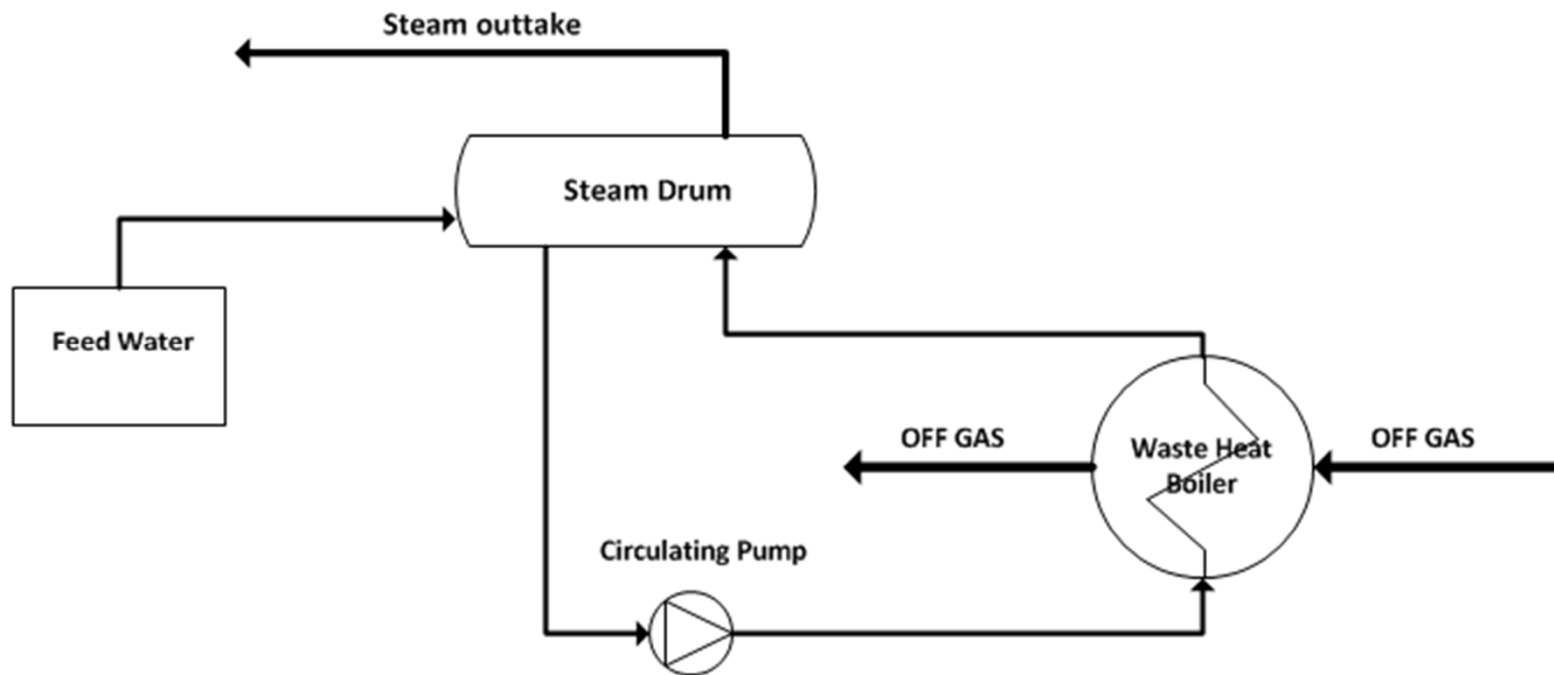 Steam outtake
Steam Drum
Feed Water
OFF GAS
Waste Heat
Boiler
OFF GAS
Circulating Pump